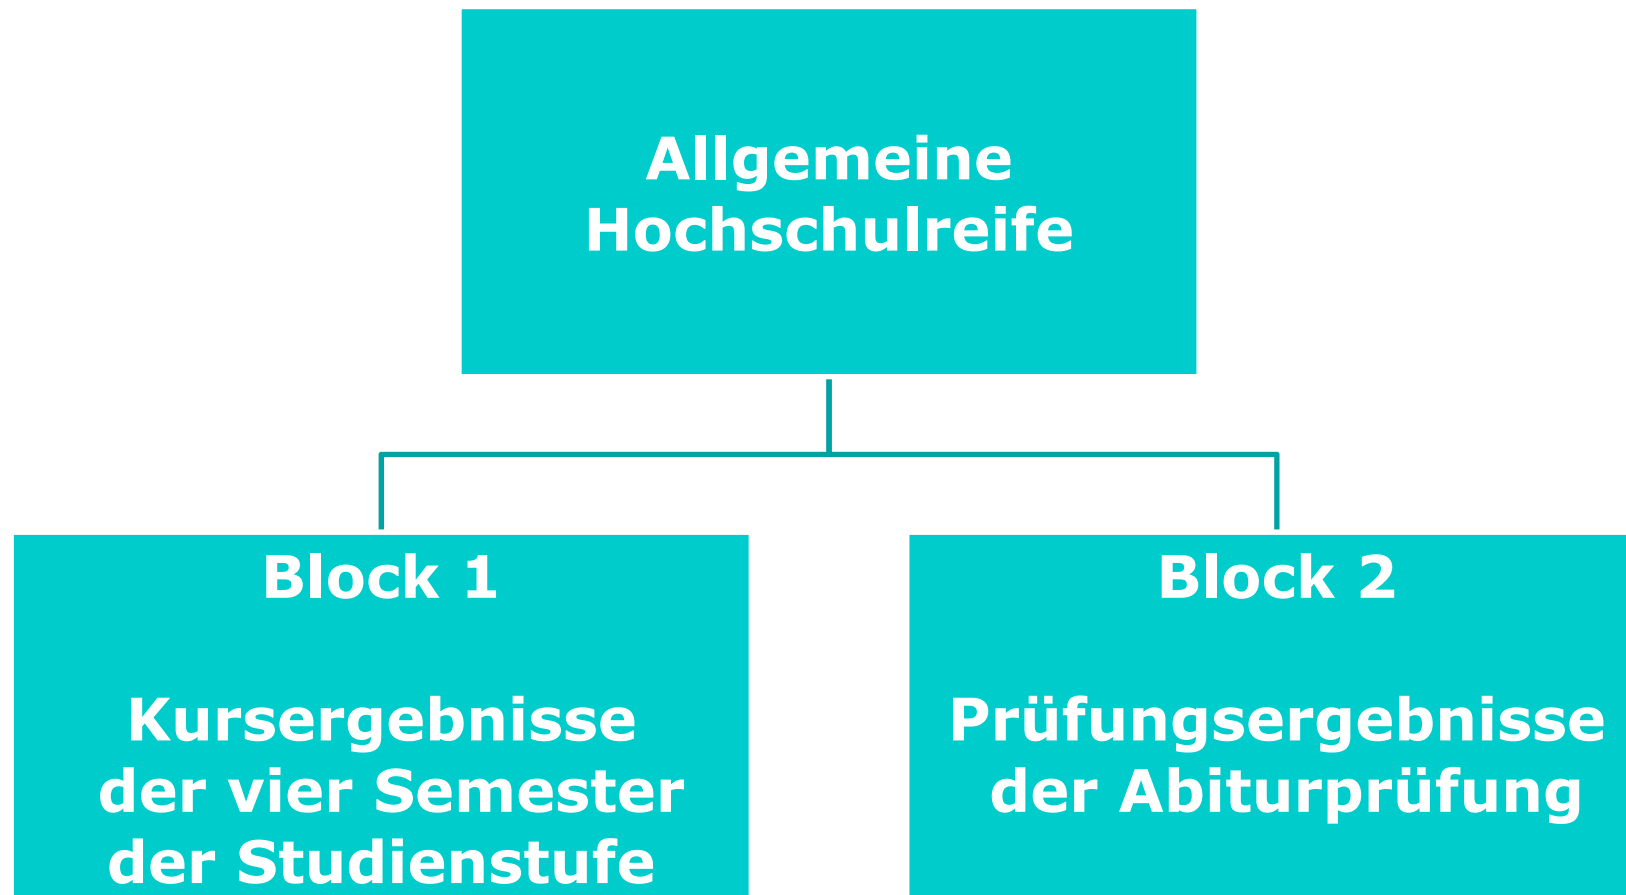 Allgemeine
Hochschulreife
Block 1
Kursergebnisse
der vier Semester
der Studienstufe
Block 2
Prüfungsergebnisse
der Abiturprüfung